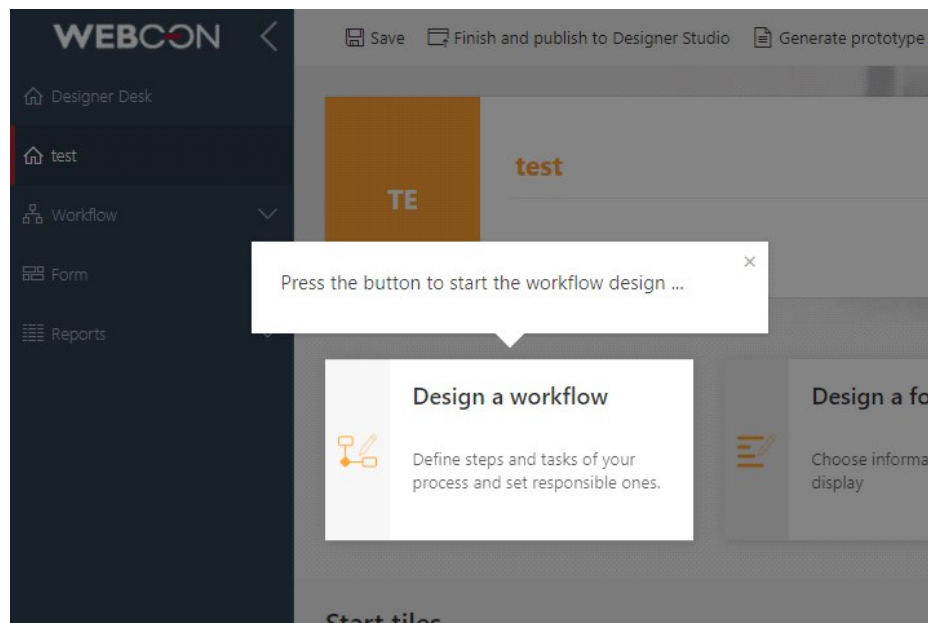 WEBCON
Save
Finish and publish to Designer Studio
Generate prototype
Designer Desk
test
Workflow
Form
Reports
TE
test
Press the button to start the workflow design ...
Design a workflow
Define steps and tasks of your
process and set responsible ones.
Design a fo
Choose informa
display
Start tiles